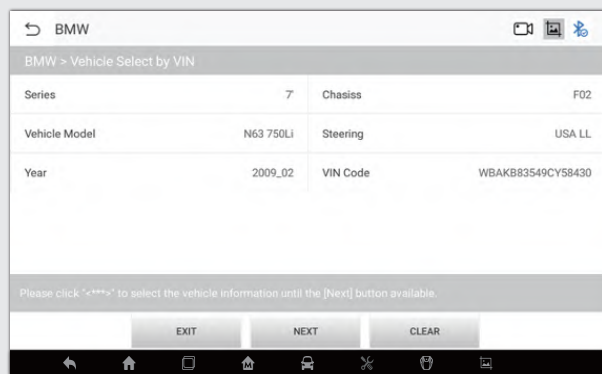 BMW
BMW > Vehicle Select by VIN
Series 7' Chasiss F02
Vehicle Model N63 750Li Steering USA LL
Year 2009_02 VIN Code WBAKB83549CY58430
Please click "<***>" to select the vehicle information until the [Next] button available.
EXIT NEXT CLEAR
M